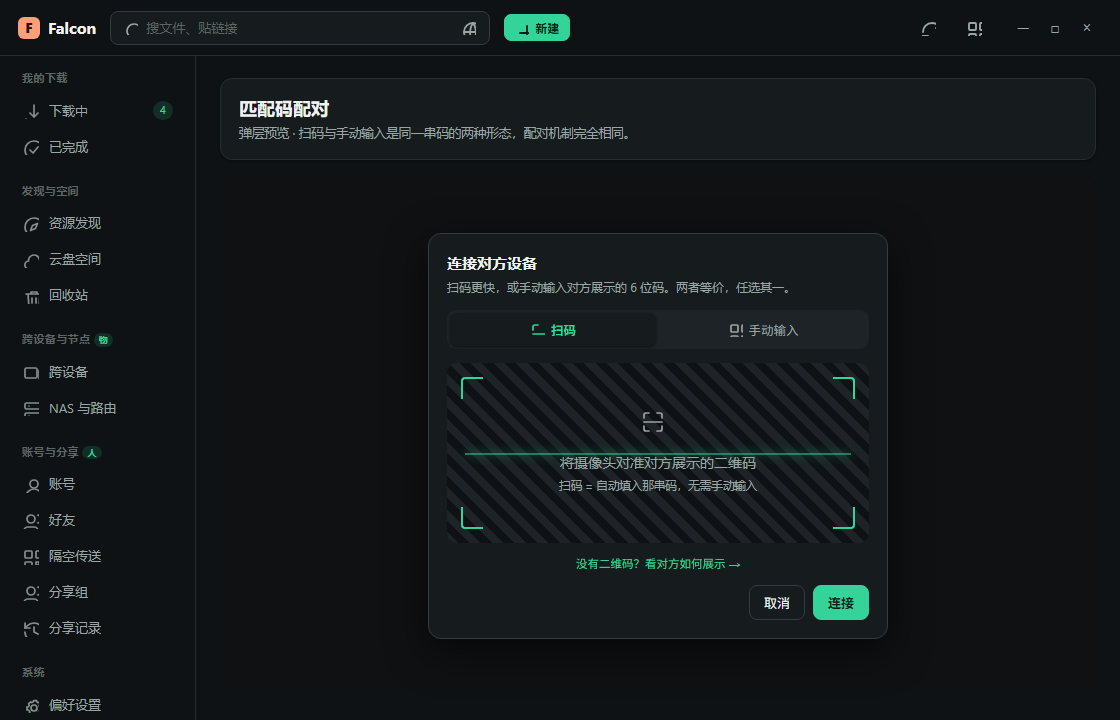 F Falcon
搜文件、贴链接
新建
我的下载
下载中 4
已完成
发现与空间
资源发现
云盘空间
回收站
跨设备与节点 物
跨设备
NAS 与路由
账号与分享 人
账号
好友
隔空传送
分享组
分享记录
系统
偏好设置
匹配码配对
弹层预览 · 扫码与手动输入是同一串码的两种形态，配对机制完全相同。
连接对方设备
扫码更快，或手动输入对方展示的 6 位码。两者等价，任选其一。
扫码 手动输入
将摄像头对准对方展示的二维码
扫码 = 自动填入那串码，无需手动输入
没有二维码？看对方如何展示 →
取消 连接